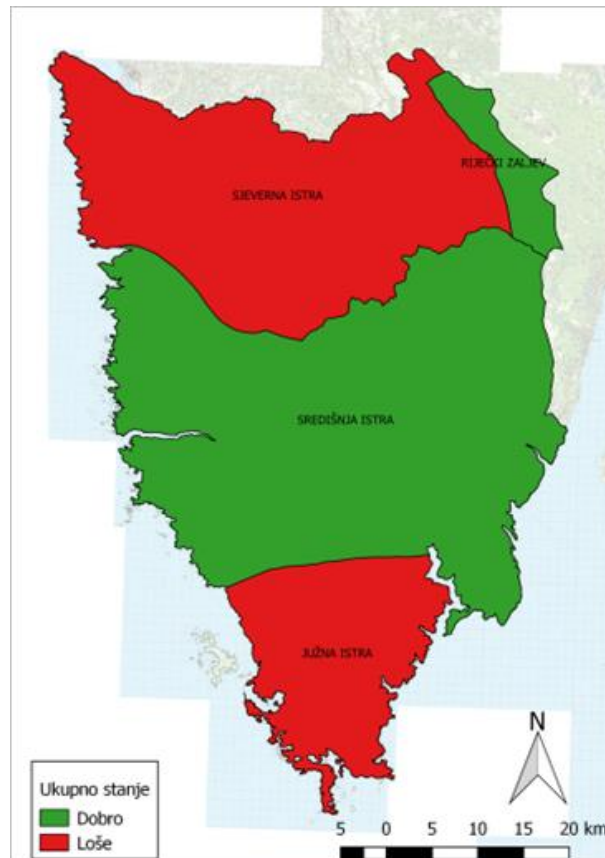 RIJEČKI ZALJEV
SJEVERNA ISTRA
SREDIŠNJA ISTRA
JUŽNA ISTRA
N
Ukupno stanje
Dobro
Loše
5 0 5 10 15 20 km